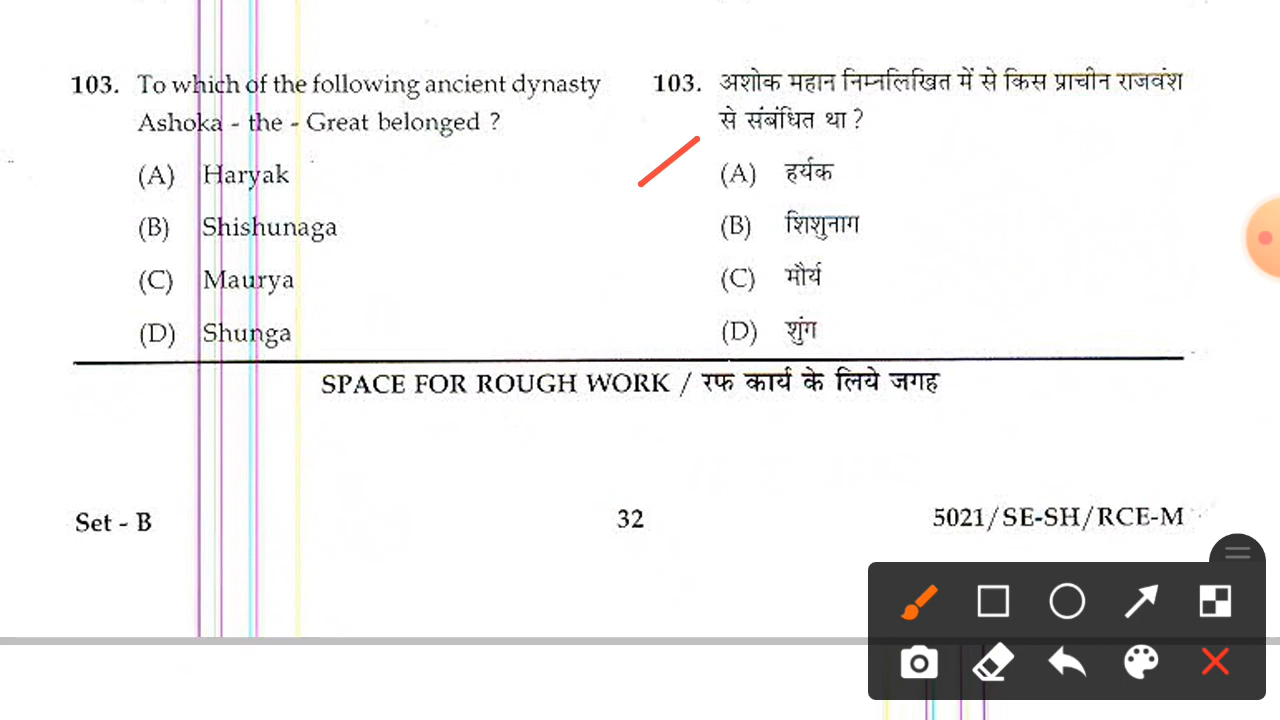 103. To which of the following ancient dynasty
Ashoka - the - Great belonged ?
(A) Haryak
(B) Shishunaga
(C) Maurya
(D) Shunga
103. अशोक महान निम्नलिखित में से किस प्राचीन राजवंश
से संबंधित था ?
(A) हर्यक
(B) शिशुनाग
(C) मौर्य
(D) शुंग
SPACE FOR ROUGH WORK / रफ कार्य के लिये जगह
Set - B
32
5021/SE-SH/RCE-M